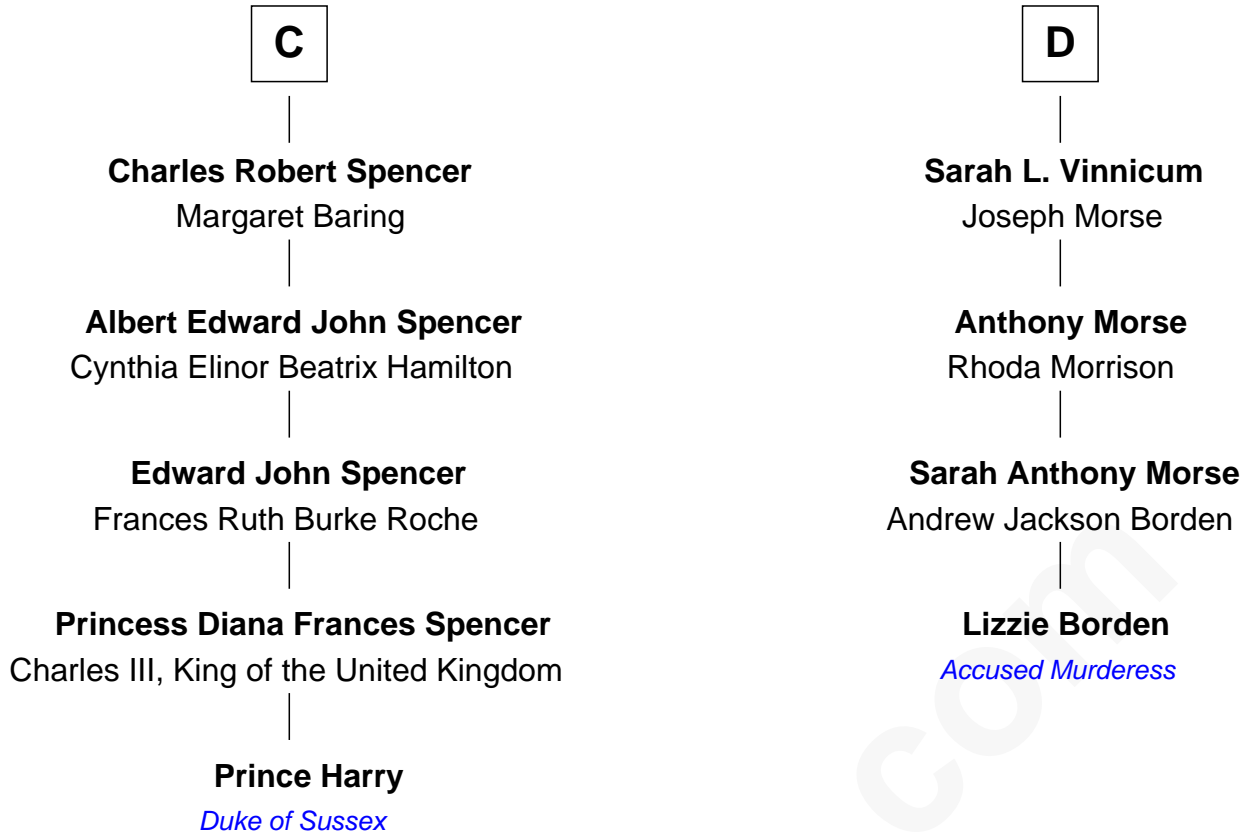 C
Charles Robert Spencer
Margaret Baring
Albert Edward John Spencer
Cynthia Elinor Beatrix Hamilton
Edward John Spencer
Frances Ruth Burke Roche
Princess Diana Frances Spencer
Charles III, King of the United Kingdom
Prince Harry
Duke of Sussex
D
Sarah L. Vinnicum
Joseph Morse
Anthony Morse
Rhoda Morrison
Sarah Anthony Morse
Andrew Jackson Borden
Lizzie Borden
Accused Murderess
com